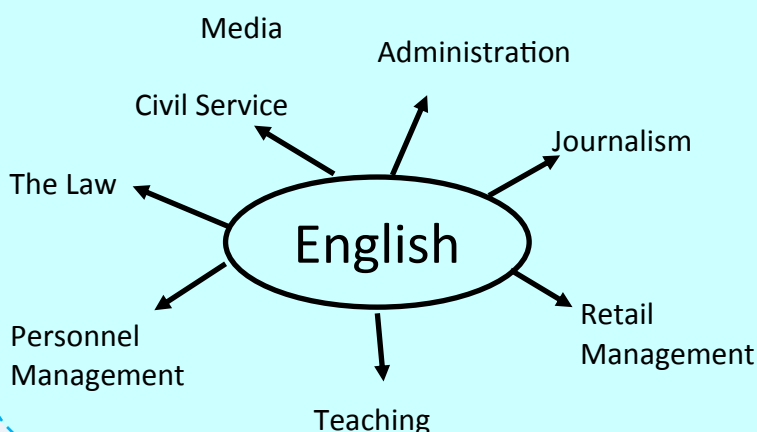 Media
Administration
Civil Service
Journalism
The Law
English
Retail
Management
Personnel
Management
Teaching